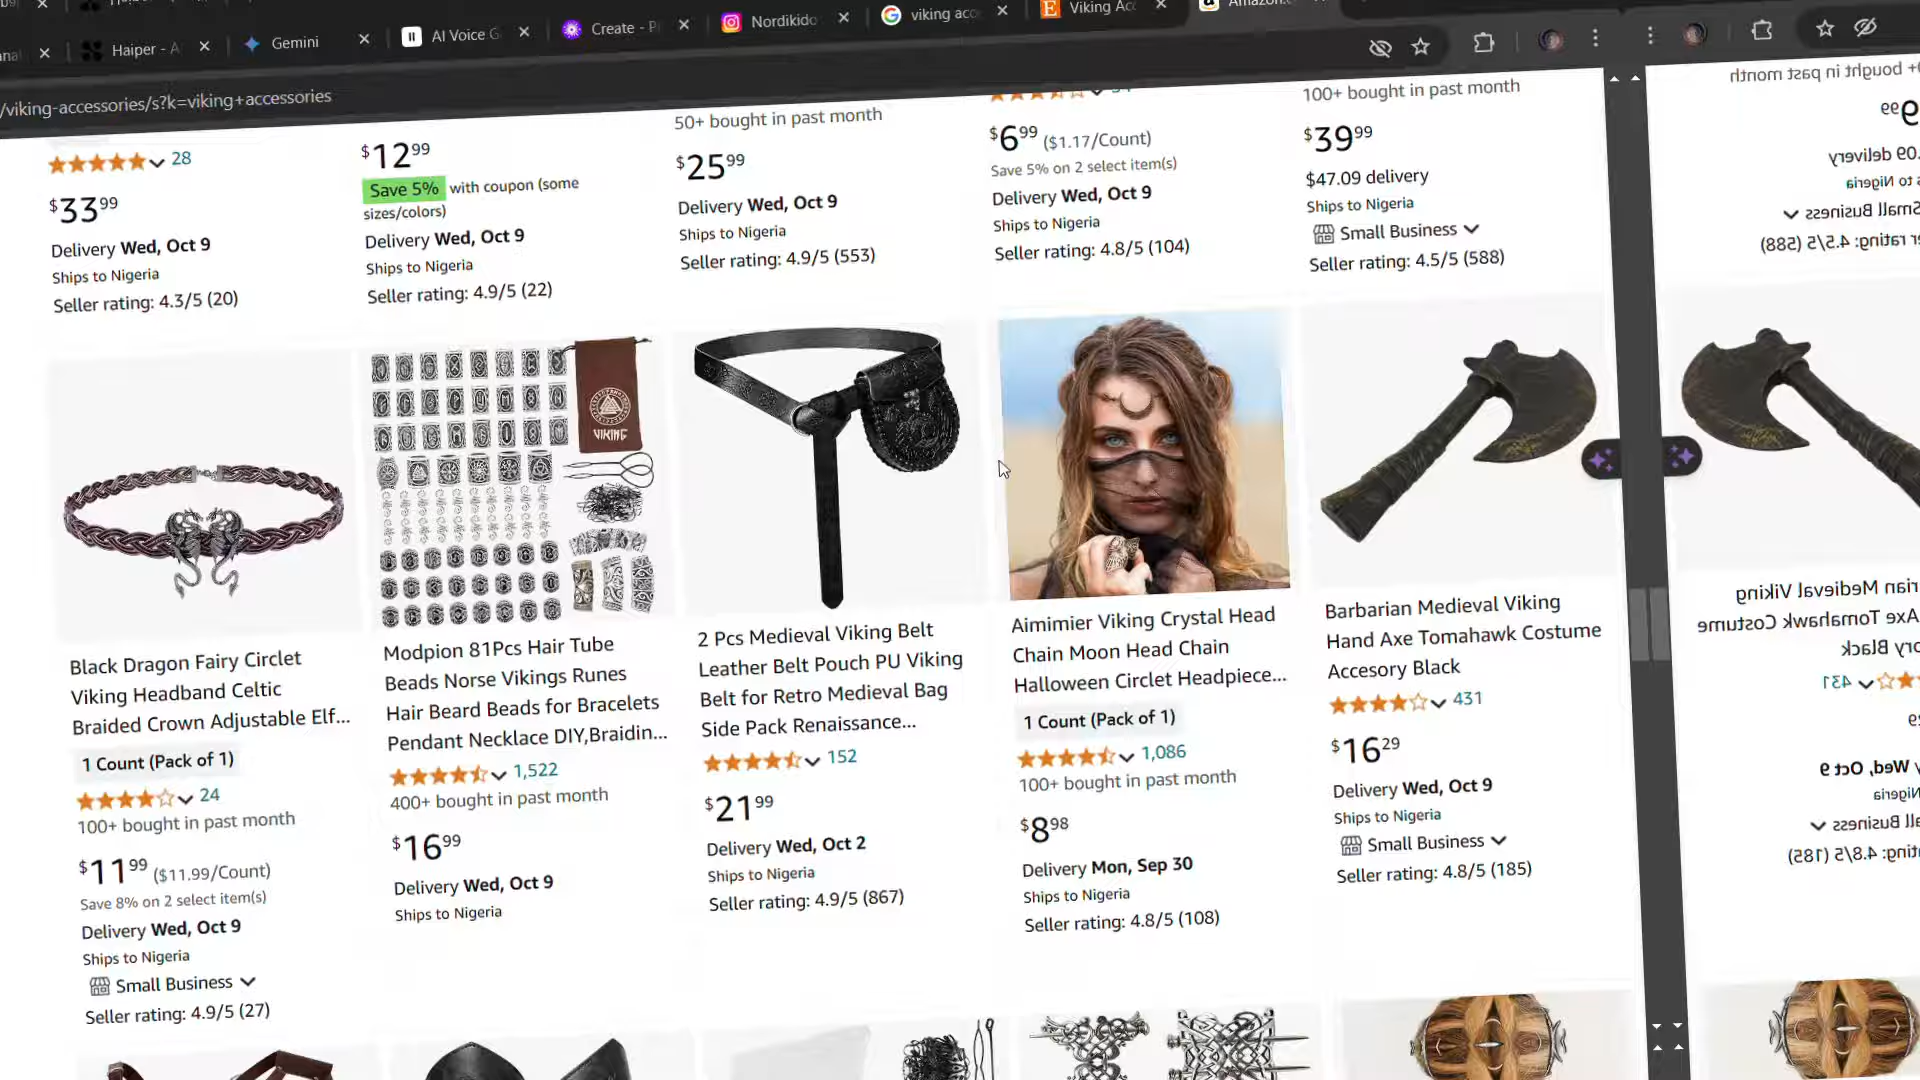 Haiper - A
Gemini
AI Voice G
Create - P
Nordikido
viking acc
Viking Acc
/viking-accessories/s?k=viking+accessories
28
$33.99
Delivery Wed, Oct 9
Ships to Nigeria
Seller rating: 4.3/5 (20)
$12.99
Save 5% with coupon (some
sizes/colors)
Delivery Wed, Oct 9
Ships to Nigeria
Seller rating: 4.9/5 (22)
50+ bought in past month
$25.99
Delivery Wed, Oct 9
Ships to Nigeria
Seller rating: 4.9/5 (553)
$6.99 ($1.17/Count)
Save 5% on 2 select item(s)
Delivery Wed, Oct 9
Ships to Nigeria
Seller rating: 4.8/5 (104)
100+ bought in past month
$39.99
$47.09 delivery
Ships to Nigeria
Small Business
Seller rating: 4.5/5 (588)
VIKING
Black Dragon Fairy Circlet
Viking Headband Celtic
Braided Crown Adjustable Elf...
1 Count (Pack of 1)
24
100+ bought in past month
$11.99 ($11.99/Count)
Save 8% on 2 select item(s)
Delivery Wed, Oct 9
Ships to Nigeria
Small Business
Seller rating: 4.9/5 (27)
Modpion 81Pcs Hair Tube
Beads Norse Vikings Runes
Hair Beard Beads for Bracelets
Pendant Necklace DIY,Braidin...
1,522
400+ bought in past month
$16.99
Delivery Wed, Oct 9
Ships to Nigeria
2 Pcs Medieval Viking Belt
Leather Belt Pouch PU Viking
Belt for Retro Medieval Bag
Side Pack Renaissance...
152
$21.99
Delivery Wed, Oct 2
Ships to Nigeria
Seller rating: 4.9/5 (867)
Aimimier Viking Crystal Head
Chain Moon Head Chain
Halloween Circlet Headpiece...
1 Count (Pack of 1)
1,086
100+ bought in past month
$8.98
Delivery Mon, Sep 30
Ships to Nigeria
Seller rating: 4.8/5 (108)
Barbarian Medieval Viking
Hand Axe Tomahawk Costume
Accesory Black
431
$16.29
Delivery Wed, Oct 9
Ships to Nigeria
Small Business
Seller rating: 4.8/5 (185)